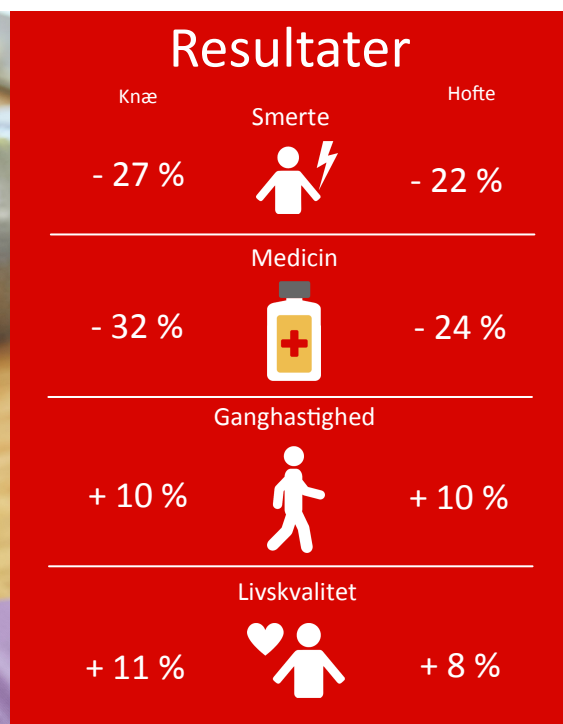 Resultater
Knæ
Hofte
Smerte
- 27 %
- 22 %
Medicin
- 32 %
- 24 %
Ganghastighed
+ 10 %
+ 10 %
Livskvalitet
+ 11 %
+ 8 %